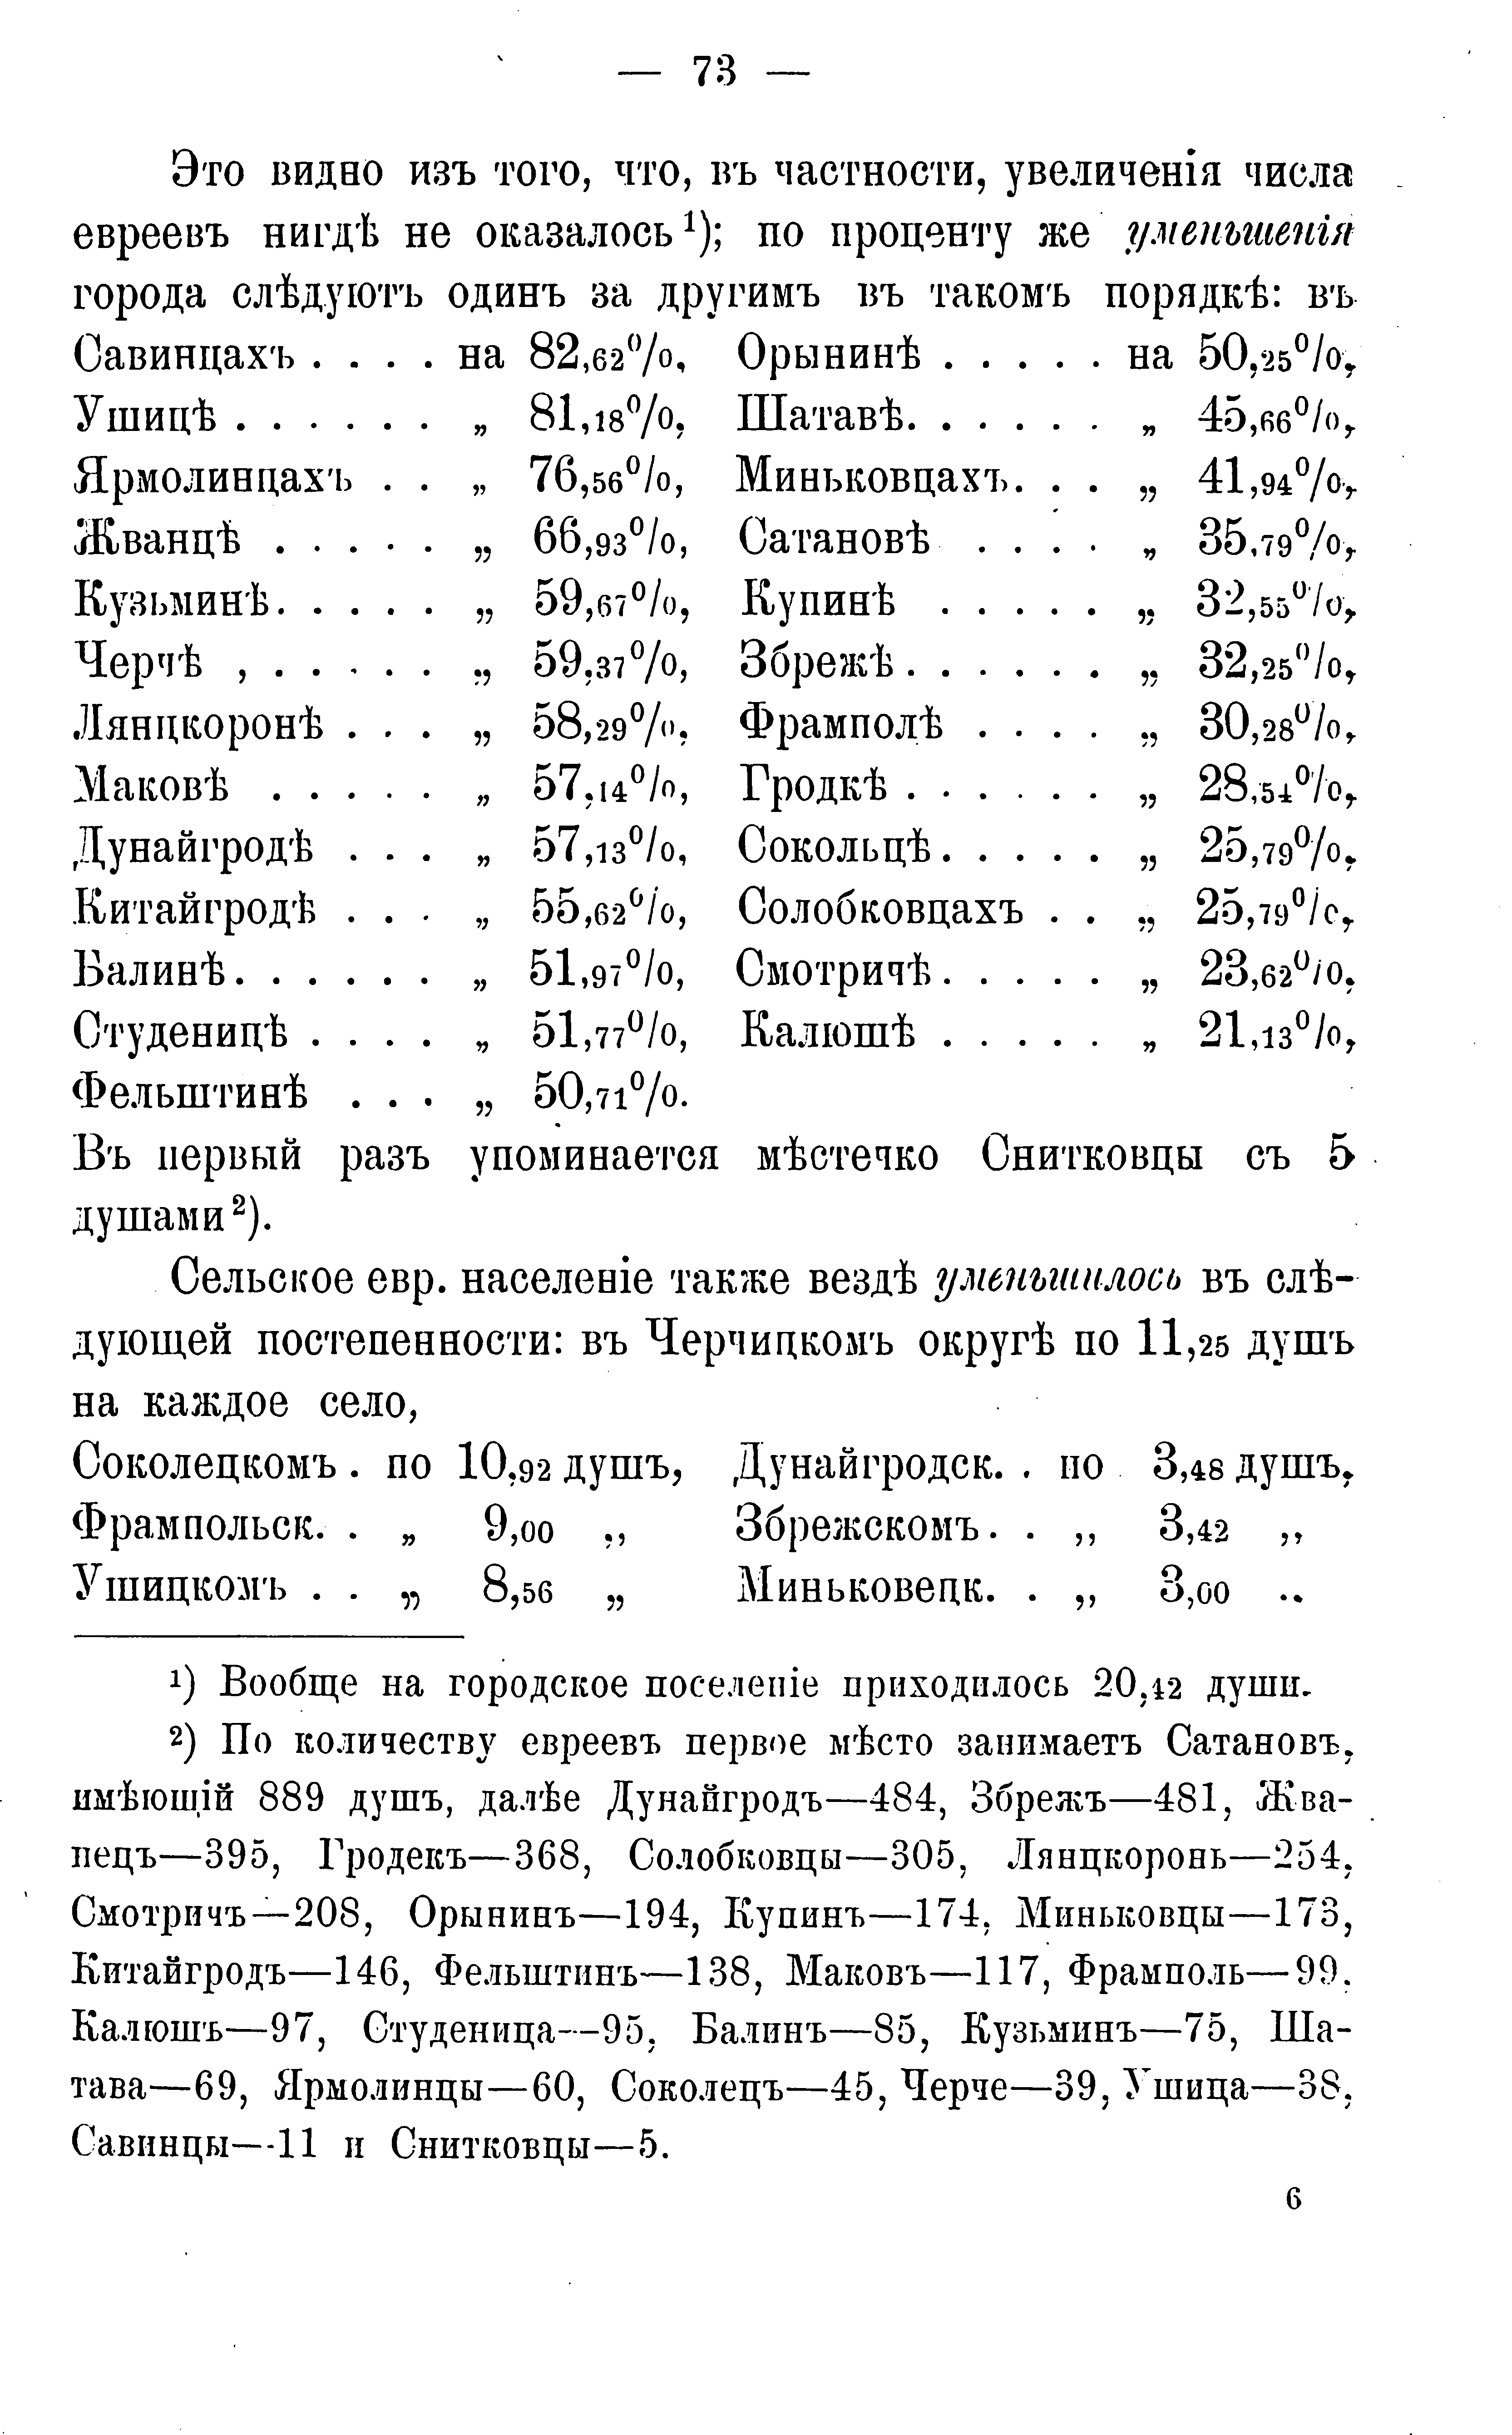 — 73 —
Это видно изъ того, что, въ частности, увеличенія числа
евреевъ нигдѣ не оказалось¹); по проценту же уменьшенія
города слѣдуютъ одинъ за другимъ въ такомъ порядкѣ: въ
Савинцахъ . . . . на 82,62%, Орынинѣ . . . . . на 50,25%,
Ушицѣ . . . . . . „ 81,18%, Шатавѣ. . . . . . „ 45,66%,
Ярмолинцахъ . . „ 76,56%, Миньковцахъ. . . „ 41,94%,
Жванцѣ . . . . . „ 66,93%, Сатановѣ . . . . „ 35,79%,
Кузьминѣ. . . . . „ 59,67%, Купинѣ . . . . . „ 32,55%,
Черчѣ , . . . . . „ 59,37%, Збрежѣ. . . . . . „ 32,25%,
Лянцкоронѣ . . . „ 58,29%, Фрамполѣ . . . . „ 30,28%,
Маковѣ . . . . . „ 57,14%, Гродкѣ . . . . . . „ 28,54%,
Дунайгродѣ . . . „ 57,13%, Сокольцѣ. . . . . „ 25,79%,
Китайгродѣ . . . „ 55,62%, Солобковцахъ . . „ 25,79%,
Балинѣ. . . . . . „ 51,97%, Смотричѣ. . . . . „ 23,62%,
Студеницѣ . . . . „ 51,77%, Калюшѣ . . . . . „ 21,13%,
Фельштинѣ . . . „ 50,71%.
Въ первый разъ упоминается мѣстечко Снитковцы съ 5
душами²).
Сельское евр. населеніе также вездѣ уменьшилось въ слѣ-
дующей постепенности: въ Черчицкомъ округѣ по 11,25 душъ
на каждое село,
Соколецкомъ . по 10,92 душъ, Дунайгродск. . по 3,48 душъ,
Фрампольск. . „ 9,00 „ Збрежскомъ. . „ 3,42 „
Ушицкомъ . . „ 8,56 „ Миньковецк. . „ 3,00 „
¹) Вообще на городское поселеніе приходилось 20,42 души.
²) По количеству евреевъ первое мѣсто занимаетъ Сатановъ,
имѣющій 889 душъ, далѣе Дунайгродъ—484, Збрежъ—481, Жва-
нецъ—395, Гродекъ—368, Солобковцы—305, Лянцкоронь—254,
Смотричъ—208, Орынинъ—194, Купинъ—174, Миньковцы—173,
Китайгродъ—146, Фельштинъ—138, Маковъ—117, Фрамполь—99,
Калюшъ—97, Студеница—95, Балинъ—85, Кузьминъ—75, Ша-
тава—69, Ярмолинцы—60, Соколецъ—45, Черче—39, Ушица—38,
Савинцы—11 и Снитковцы—5.
6